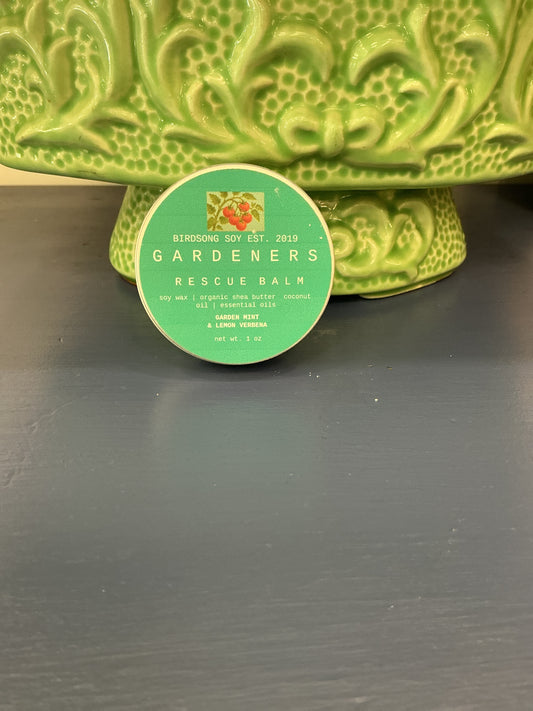 BIRDSONG SOY EST. 2019
GARDENERS
RESCUE BALM
soy wax | organic shea butter coconut
oil | essential oils
GARDEN MINT
& LEMON VERBENA
net wt. 1 oz